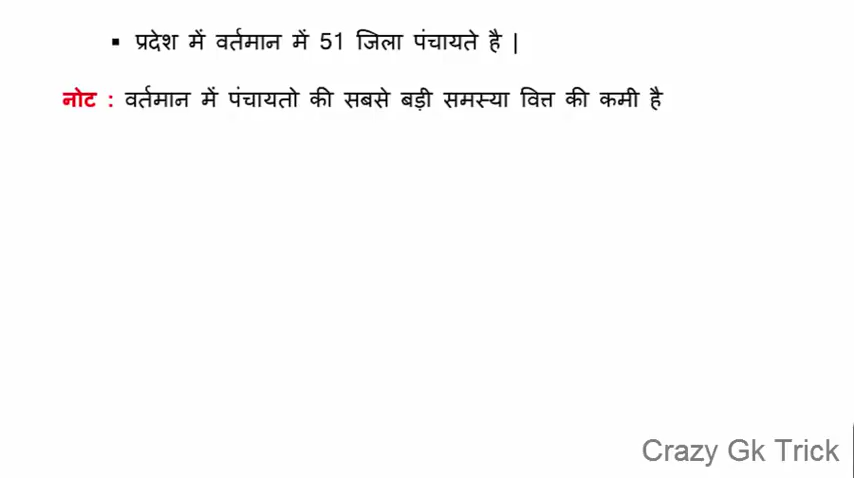 ▪ प्रदेश में वर्तमान में 51 जिला पंचायते है |
नोट : वर्तमान में पंचायतो की सबसे बड़ी समस्या वित्त की कमी है
Crazy Gk Trick